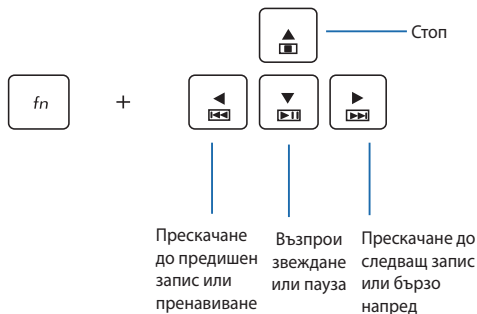 Стоп
fn +
Прескачане
до предишен
запис или
пренавиване
Възпрои
звеждане
или пауза
Прескачане до
следващ запис
или бързо
напред